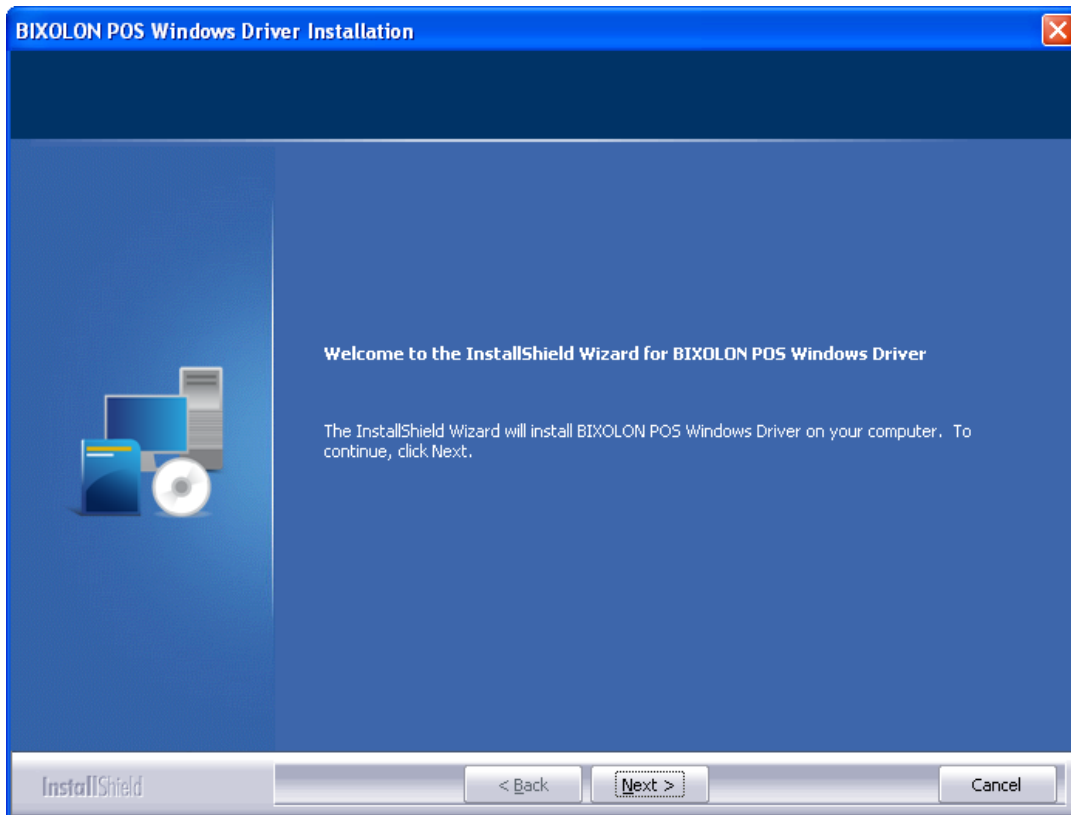 BIXOLON POS Windows Driver Installation
Welcome to the InstallShield Wizard for BIXOLON POS Windows Driver
The InstallShield Wizard will install BIXOLON POS Windows Driver on your computer. To
continue, click Next.
InstallShield
< Back
Next >
Cancel